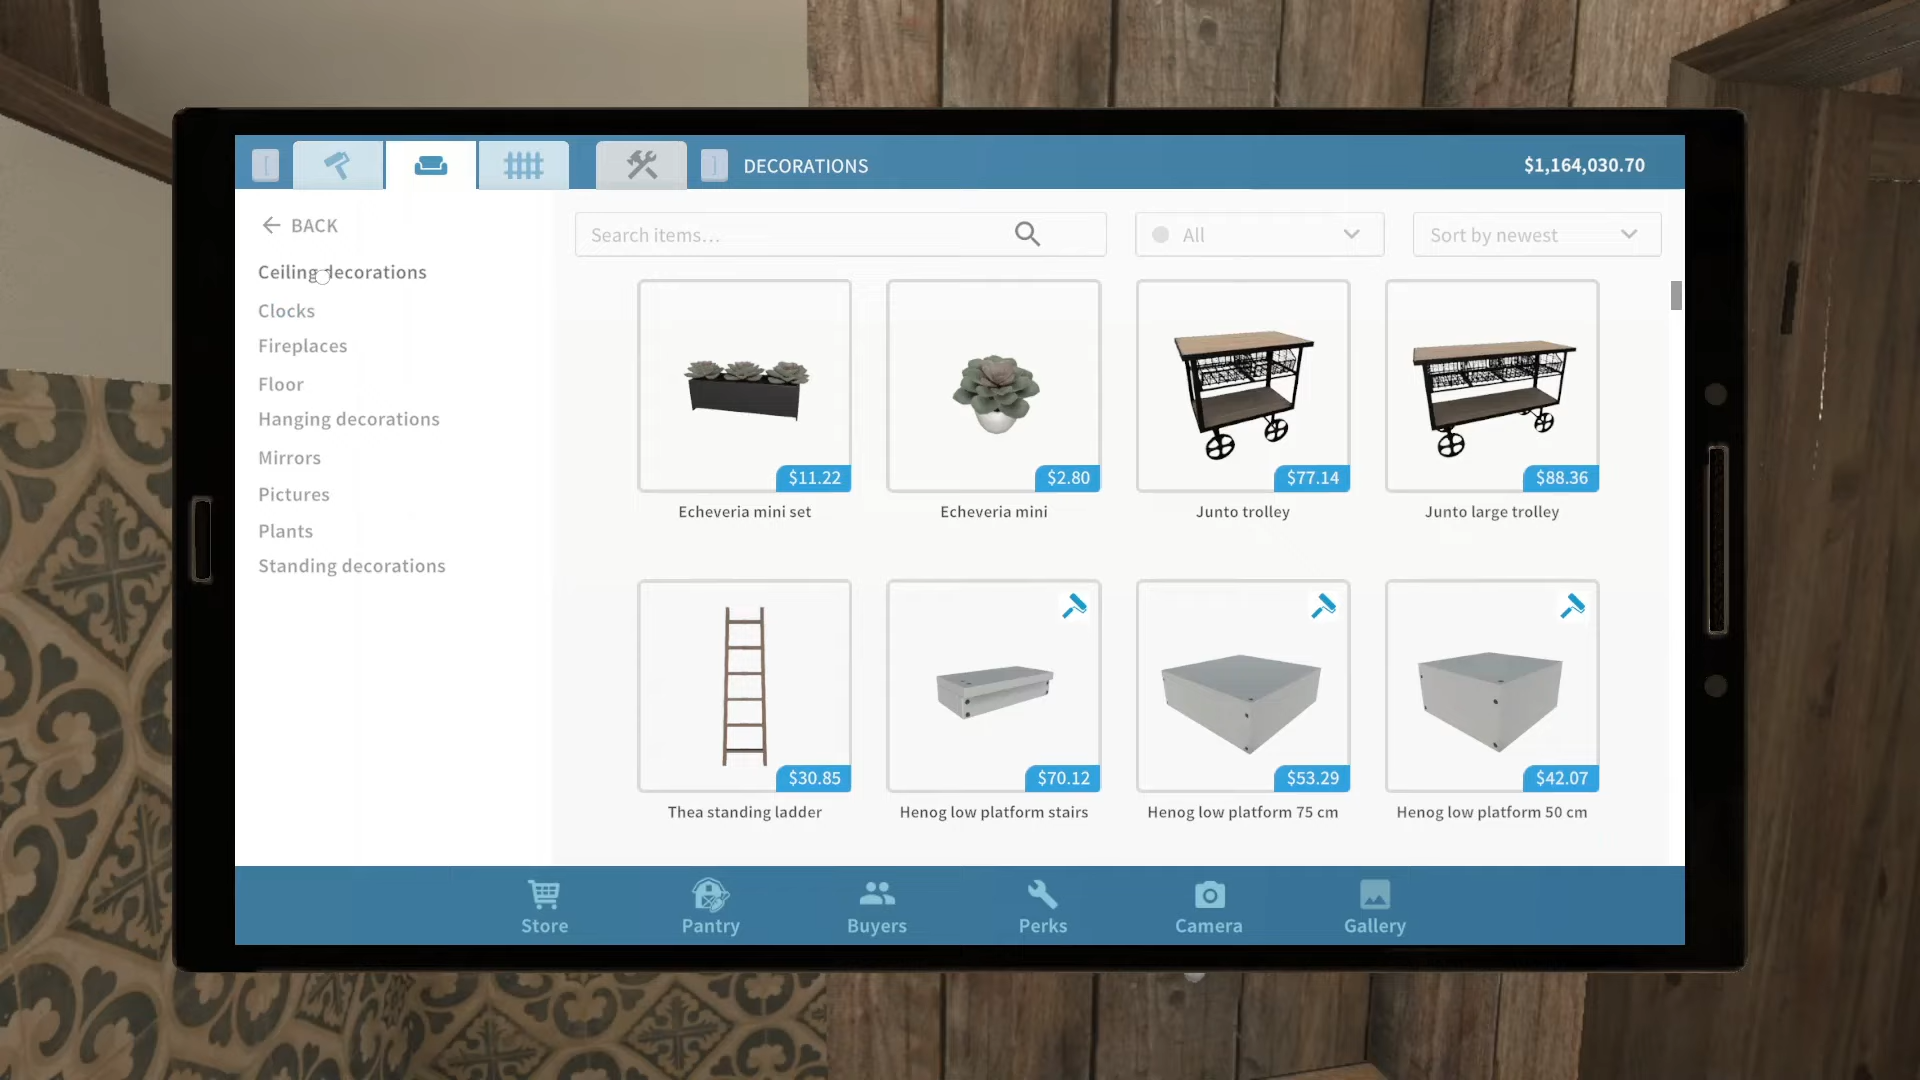 [
]
DECORATIONS
$1,164,030.70
BACK
Ceiling decorations
Clocks
Fireplaces
Floor
Hanging decorations
Mirrors
Pictures
Plants
Standing decorations
Search items...
All
Sort by newest
$11.22
$2.80
$77.14
$88.36
Echeveria mini set
Echeveria mini
Junto trolley
Junto large trolley
$30.85
$70.12
$53.29
$42.07
Thea standing ladder
Henog low platform stairs
Henog low platform 75 cm
Henog low platform 50 cm
Store
Pantry
Buyers
Perks
Camera
Gallery